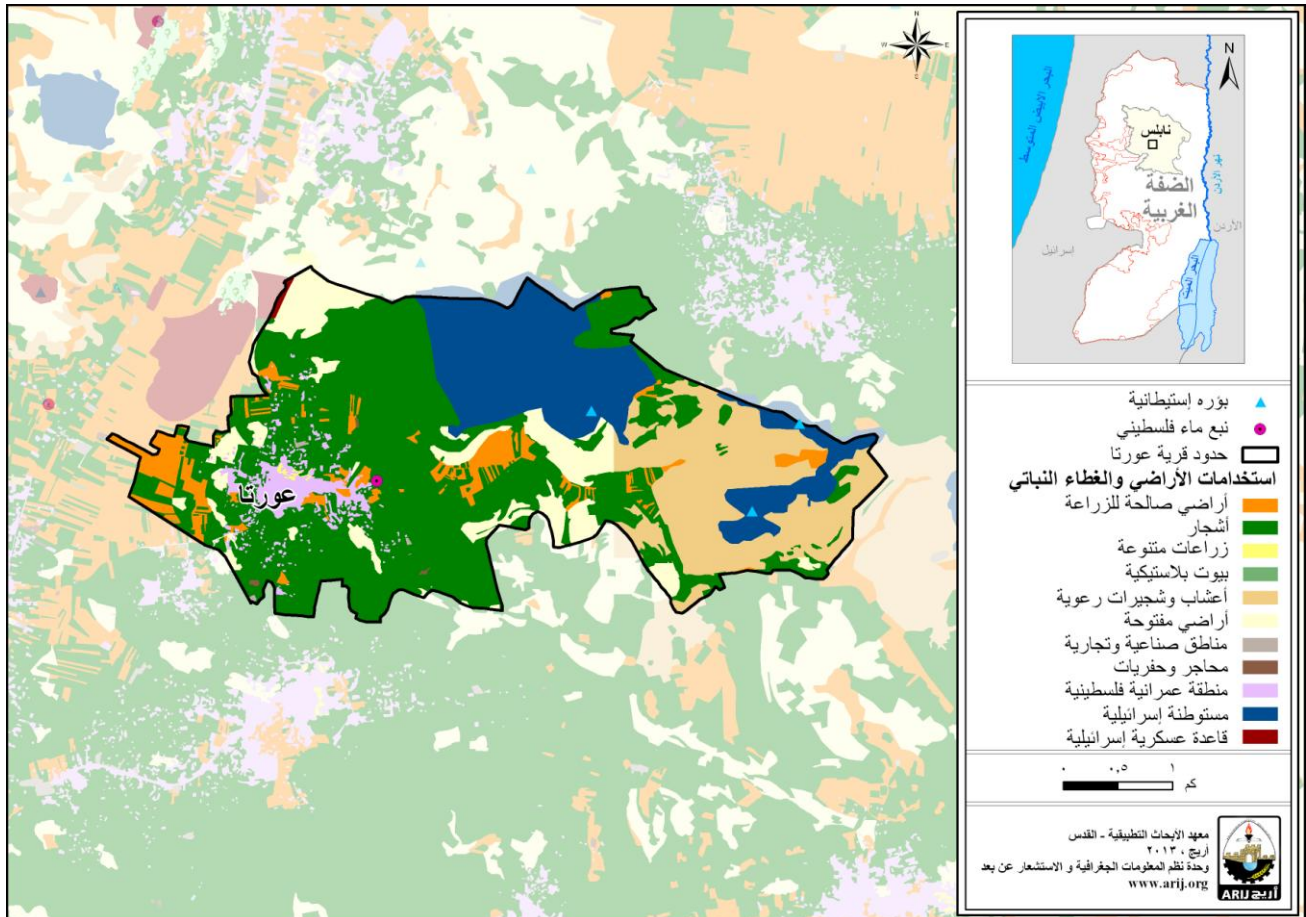 N
W
E
S
عورتا
N
البحر الأبيض المتوسط
نابلس
نهر الأردن
الضفة
الغربية
الأردن
إسرائيل
البحر الميت
بؤره إستيطانية
نبع ماء فلسطيني
حدود قرية عورتا
استخدامات الأراضي والغطاء النباتي
أراضي صالحة للزراعة
أشجار
زراعات متنوعة
بيوت بلاستيكية
أعشاب وشجيرات رعوية
أراضي مفتوحة
مناطق صناعية وتجارية
محاجر وحفريات
منطقة عمرانية فلسطينية
مستوطنة إسرائيلية
قاعدة عسكرية إسرائيلية
٠ ٠,٥ ١
كم
معهد الأبحاث التطبيقية - القدس
أريج ، ٢٠١٣
وحدة نظم المعلومات الجغرافية و الاستشعار عن بعد
www.arij.org
ARIJ أريج